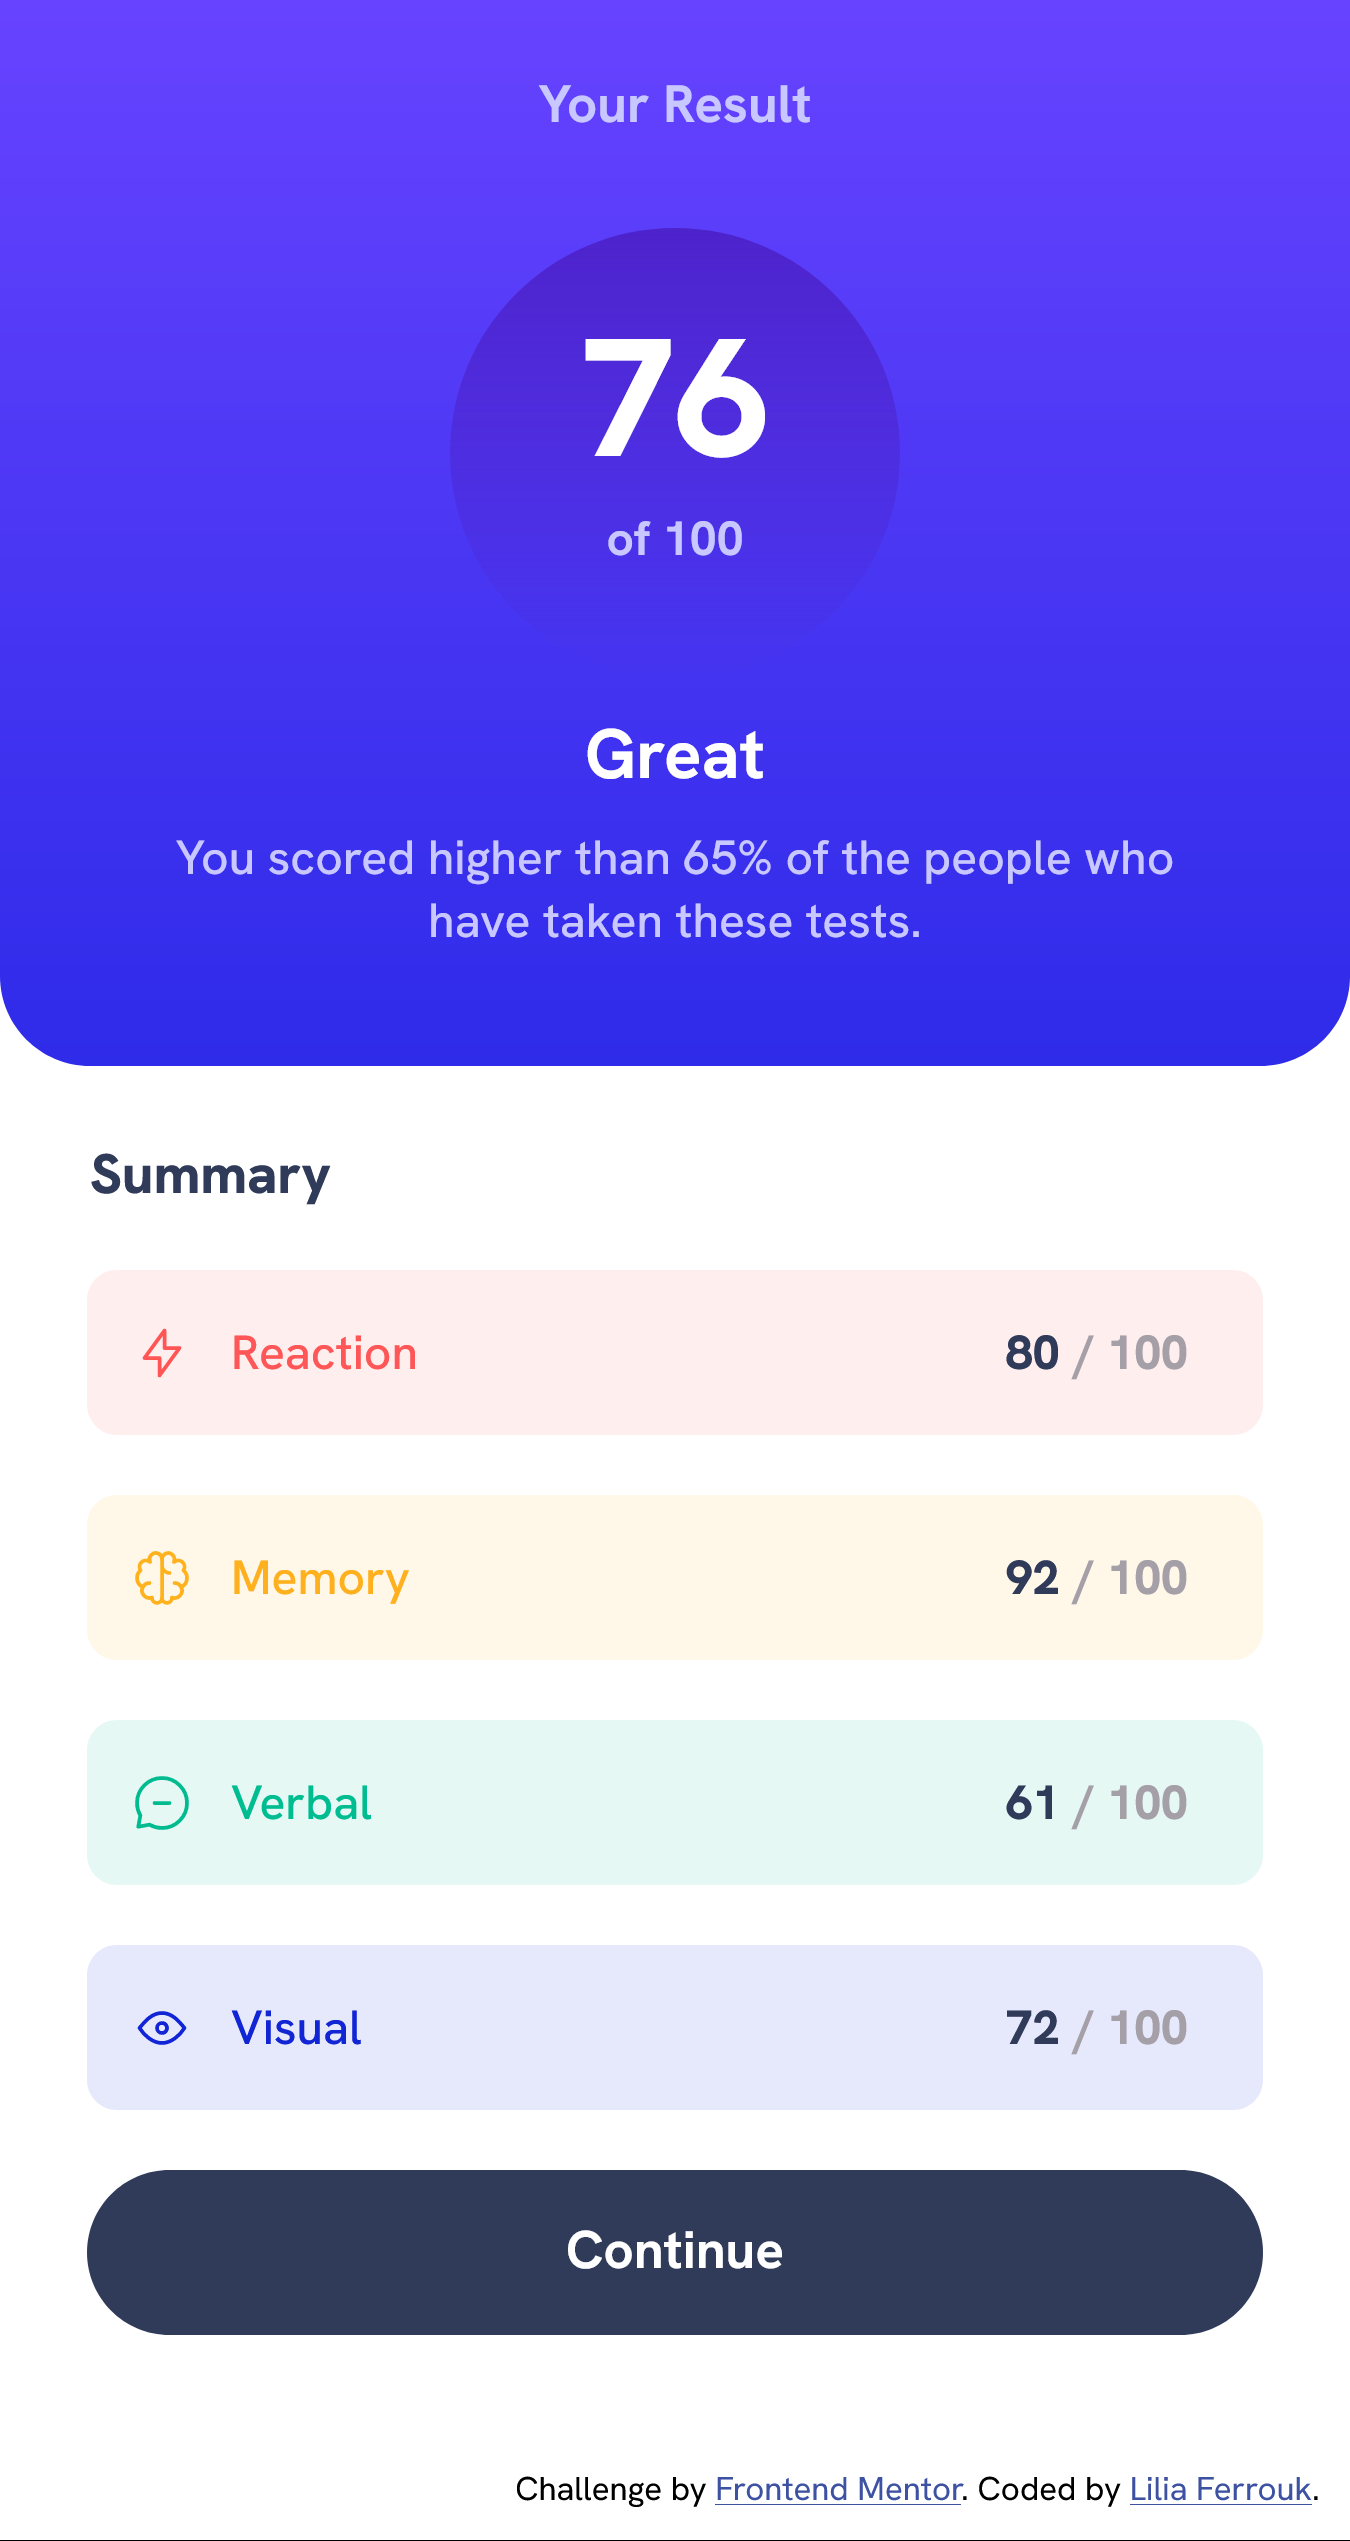 Your Result
76
of 100
Great
You scored higher than 65% of the people who
have taken these tests.
Summary
Reaction 80 / 100
Memory 92 / 100
Verbal 61 / 100
Visual 72 / 100
Continue
Challenge by Frontend Mentor. Coded by Lilia Ferrouk.